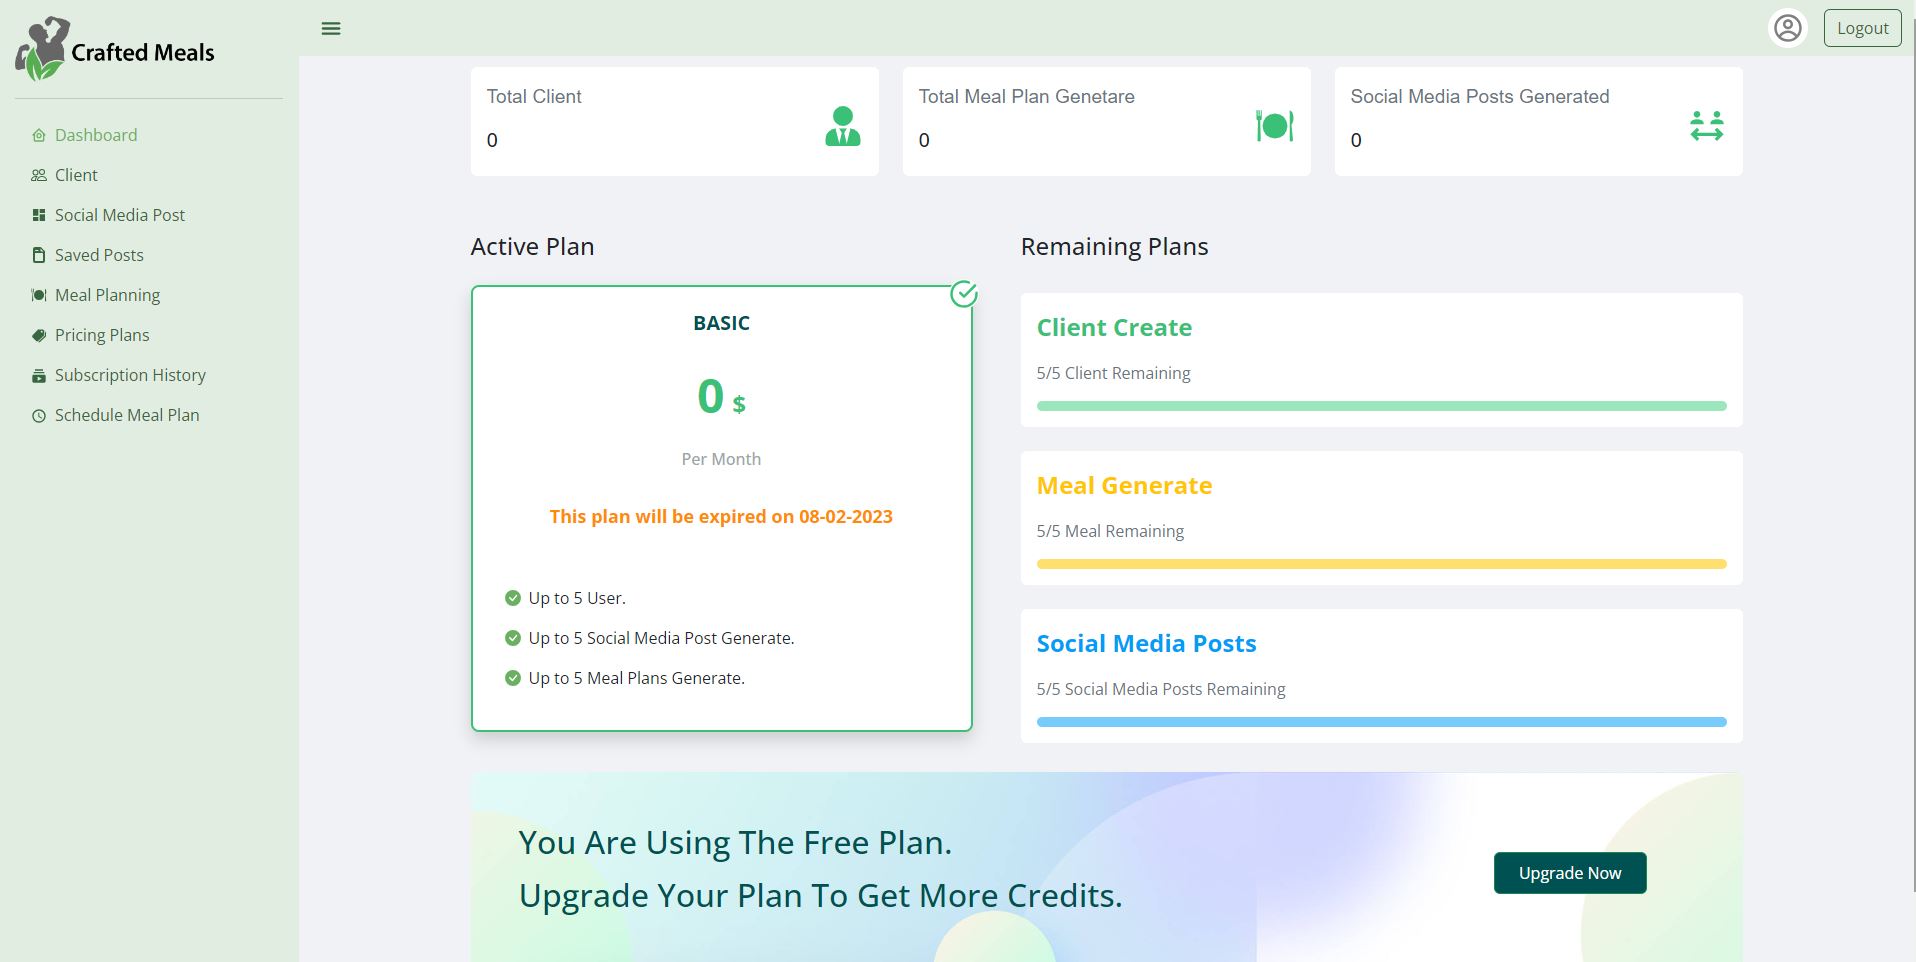 Crafted Meals
Logout
Dashboard
Client
Social Media Post
Saved Posts
Meal Planning
Pricing Plans
Subscription History
Schedule Meal Plan
Total Client
0
Total Meal Plan Genetare
0
Social Media Posts Generated
0
Active Plan
BASIC
0 $
Per Month
This plan will be expired on 08-02-2023
Up to 5 User.
Up to 5 Social Media Post Generate.
Up to 5 Meal Plans Generate.
Remaining Plans
Client Create
5/5 Client Remaining
Meal Generate
5/5 Meal Remaining
Social Media Posts
5/5 Social Media Posts Remaining
You Are Using The Free Plan.
Upgrade Your Plan To Get More Credits.
Upgrade Now